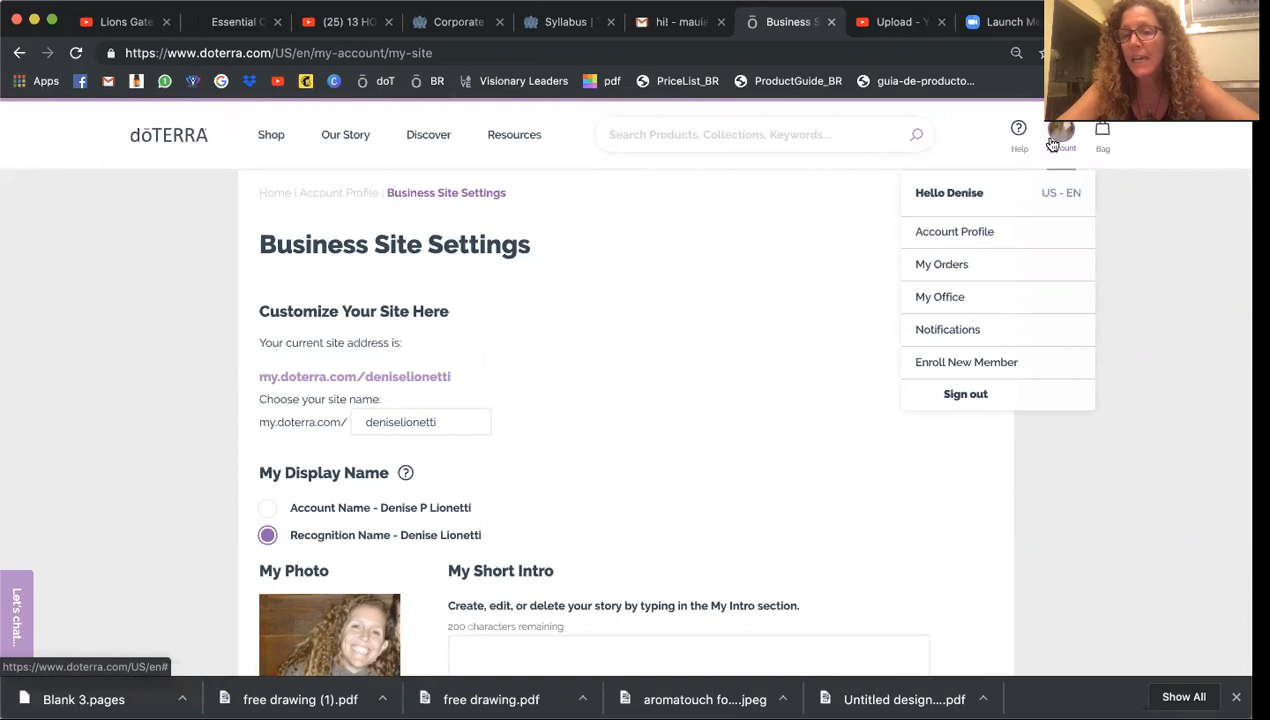 Lions Gate
Essential O
(25) 13 HO
Corporate
Syllabus | T
hi! - mauie
Business S
Upload - Y
Launch Me
https://www.doterra.com/US/en/my-account/my-site
Apps
doT
BR
Visionary Leaders
pdf
PriceList_BR
ProductGuide_BR
guia-de-producto...
dōTERRA
Shop
Our Story
Discover
Resources
Search Products, Collections, Keywords...
Help
Bag
Home | Account Profile | Business Site Settings
Hello Denise
US - EN
Account Profile
My Orders
My Office
Notifications
Enroll New Member
Sign out
Business Site Settings
Customize Your Site Here
Your current site address is:
my.doterra.com/deniselionetti
Choose your site name:
my.doterra.com/ deniselionetti
My Display Name ?
Account Name - Denise P Lionetti
Recognition Name - Denise Lionetti
My Photo
My Short Intro
Create, edit, or delete your story by typing in the My Intro section.
200 characters remaining
Let's chat...
https://www.doterra.com/US/en#
Blank 3.pages
free drawing (1).pdf
free drawing.pdf
aromatouch fo....jpeg
Untitled design....pdf
Show All